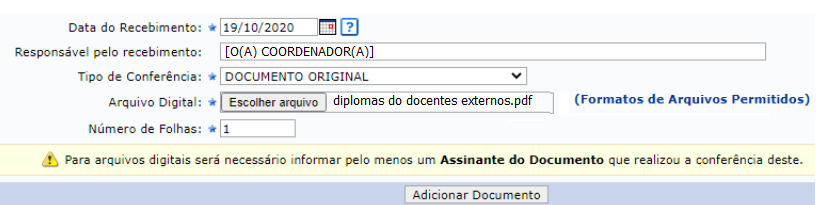 Data do Recebimento: ★ 19/10/2020 ?
Responsável pelo recebimento: [O(A) COORDENADOR(A)]
Tipo de Conferência: ★ DOCUMENTO ORIGINAL
Arquivo Digital: ★ Escolher arquivo diplomas do docentes externos.pdf (Formatos de Arquivos Permitidos)
Número de Folhas: ★ 1
Para arquivos digitais será necessário informar pelo menos um Assinante do Documento que realizou a conferência deste.
Adicionar Documento